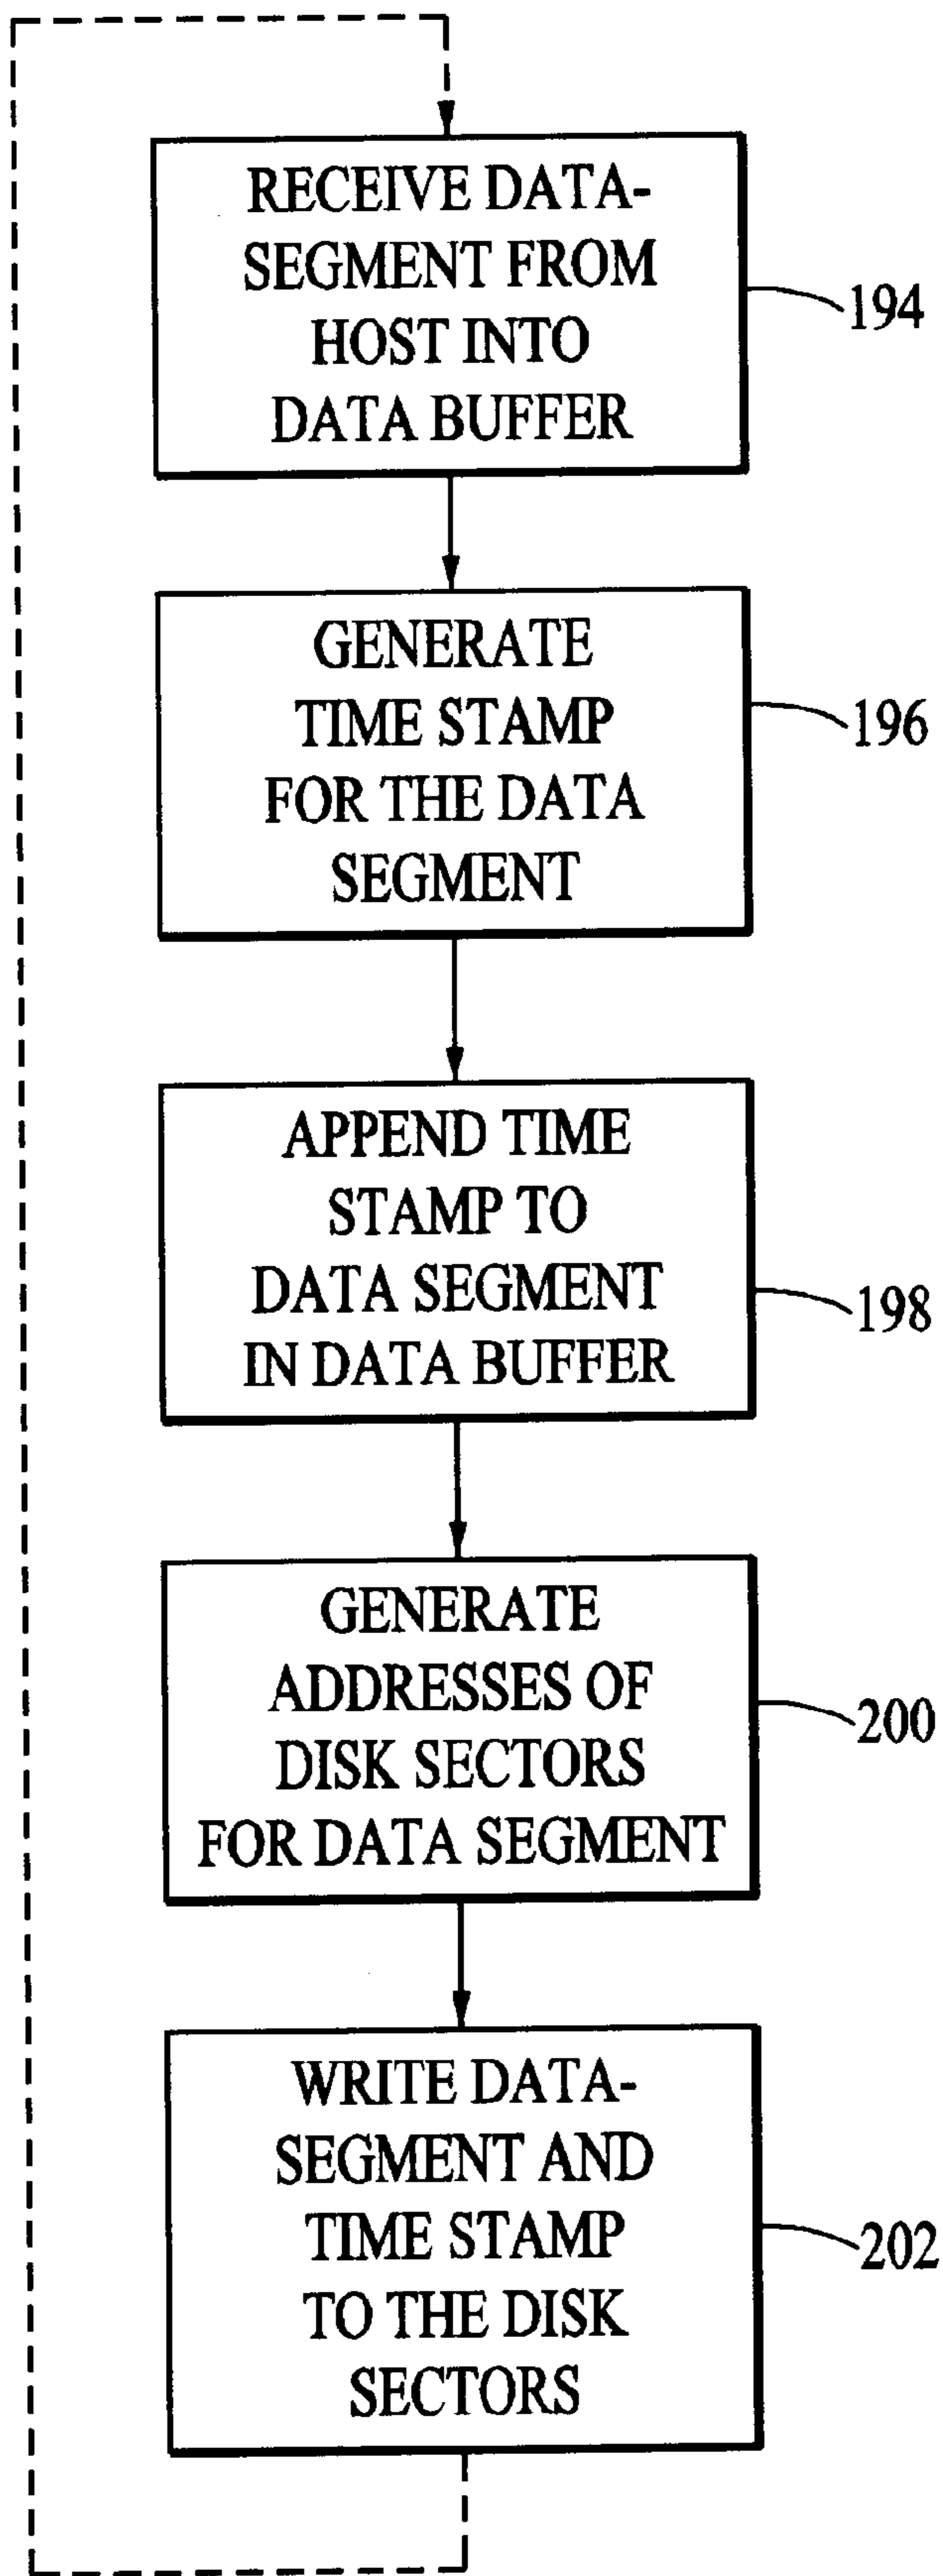 RECEIVE DATA-
SEGMENT FROM
HOST INTO
DATA BUFFER
194
GENERATE
TIME STAMP
FOR THE DATA
SEGMENT
196
APPEND TIME
STAMP TO
DATA SEGMENT
IN DATA BUFFER
198
GENERATE
ADDRESSES OF
DISK SECTORS
FOR DATA SEGMENT
200
WRITE DATA-
SEGMENT AND
TIME STAMP
TO THE DISK
SECTORS
202